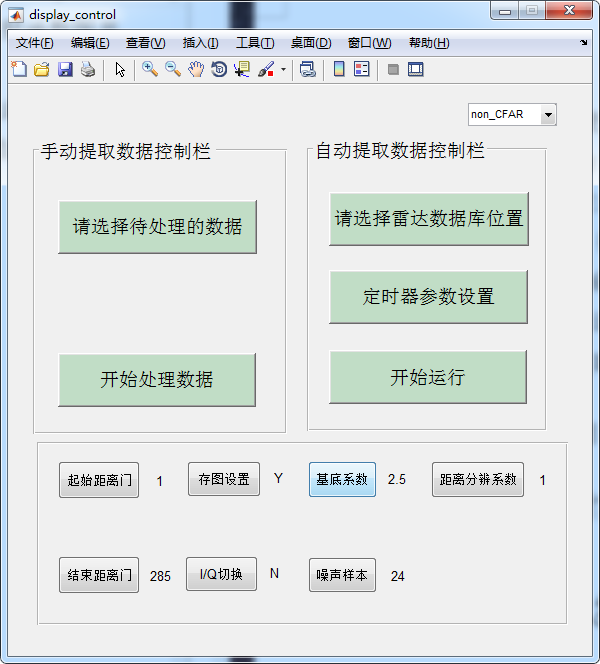 display_control
文件(F) 编辑(E) 查看(V) 插入(I) 工具(T) 桌面(D) 窗口(W) 帮助(H)
non_CFAR
手动提取数据控制栏
请选择待处理的数据
开始处理数据
自动提取数据控制栏
请选择雷达数据库位置
定时器参数设置
开始运行
起始距离门 1 存图设置 Y 基底系数 2.5 距离分辨系数 1
结束距离门 285 I/Q切换 N 噪声样本 24